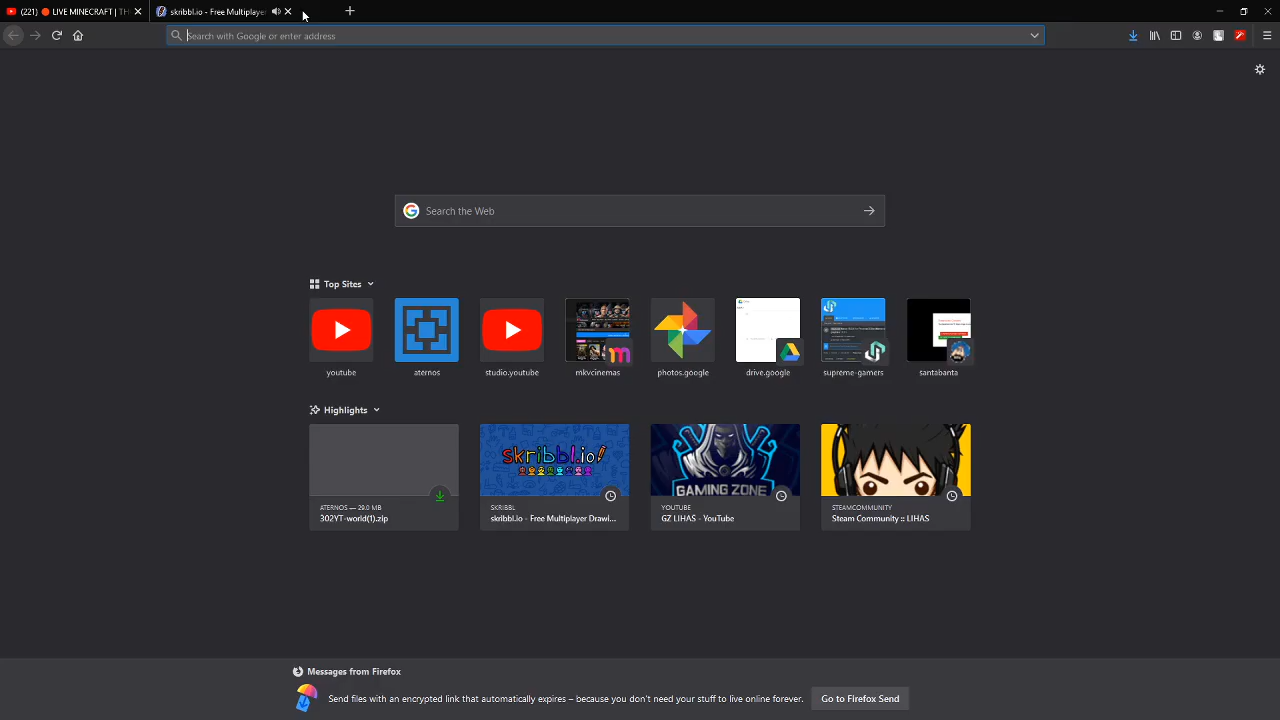 (221) 🔴 LIVE MINECRAFT | TH
skribbl.io - Free Multiplayer
Search with Google or enter address
Search the Web
Top Sites
youtube
aternos
studio.youtube
mkvcinemas
photos.google
drive.google
supreme-gamers
santabanta
Highlights
skribbl.io!
GAMING ZONE
ATERNOS — 29.0 MB
302YT-world(1).zip
SKRIBBL
skribbl.io - Free Multiplayer Drawi...
YOUTUBE
GZ LIHAS - YouTube
STEAMCOMMUNITY
Steam Community :: LIHAS
Messages from Firefox
Send files with an encrypted link that automatically expires – because you don't need your stuff to live online forever.
Go to Firefox Send